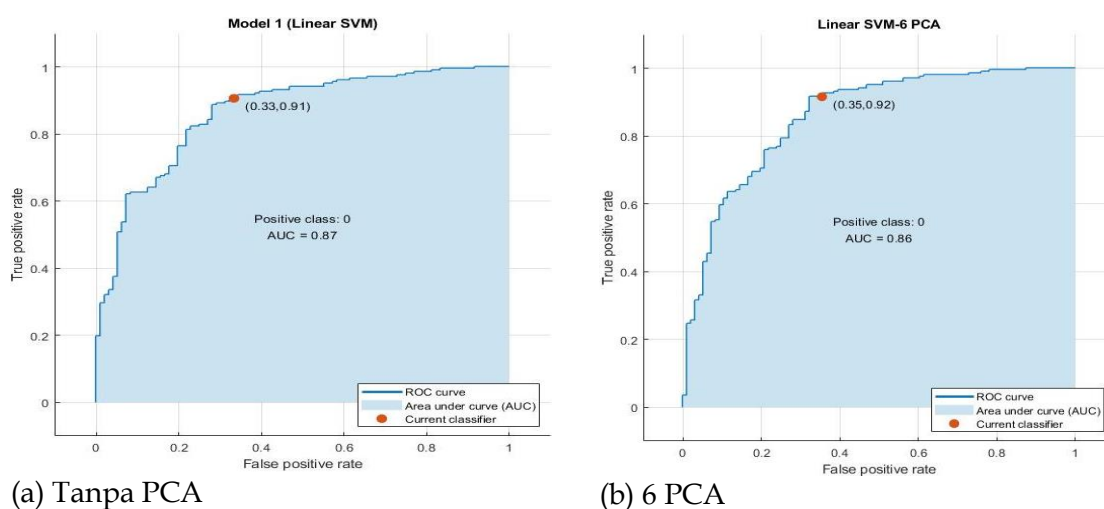 Model 1 (Linear SVM)
1
0.8
0.6
0.4
0.2
0
True positive rate
(0.33,0.91)
Positive class: 0
AUC = 0.87
ROC curve
Area under curve (AUC)
Current classifier
0 0.2 0.4 0.6 0.8 1
False positive rate
(a) Tanpa PCA
Linear SVM-6 PCA
1
0.8
0.6
0.4
0.2
0
True positive rate
(0.35,0.92)
Positive class: 0
AUC = 0.86
ROC curve
Area under curve (AUC)
Current classifier
0 0.2 0.4 0.6 0.8 1
False positive rate
(b) 6 PCA